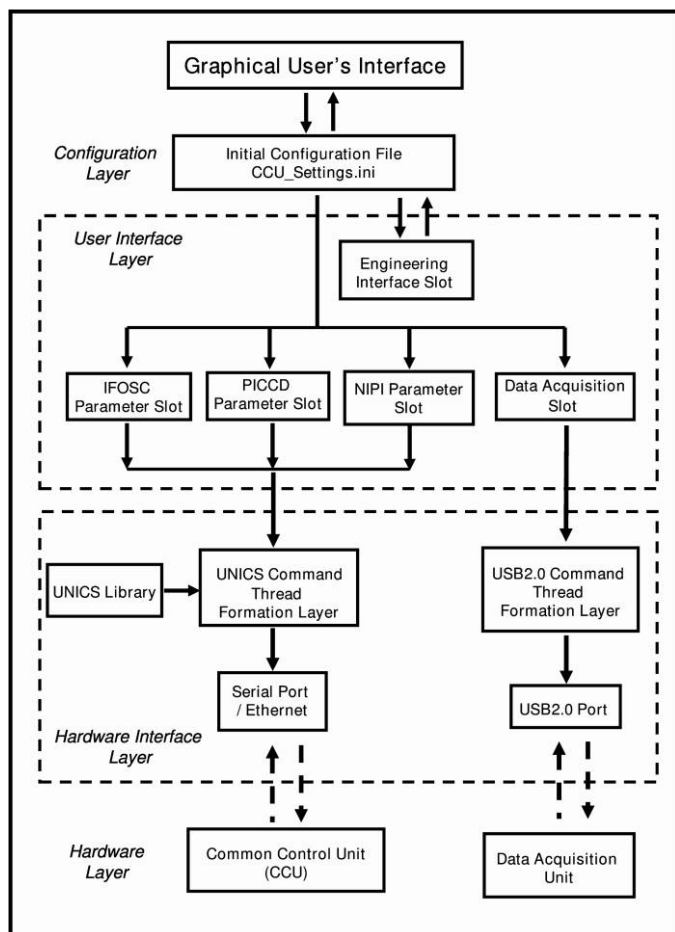 Graphical User's Interface
Configuration
Layer
Initial Configuration File
CCU_Settings.ini
User Interface
Layer
Engineering
Interface Slot
IFOSC
Parameter Slot
PICCD
Parameter Slot
NIPI Parameter
Slot
Data Acquisition
Slot
UNICS Library
UNICS Command
Thread
Formation Layer
USB2.0 Command
Thread
Formation Layer
Serial Port
/ Ethernet
USB2.0 Port
Hardware Interface
Layer
Hardware
Layer
Common Control Unit
(CCU)
Data Acquisition
Unit